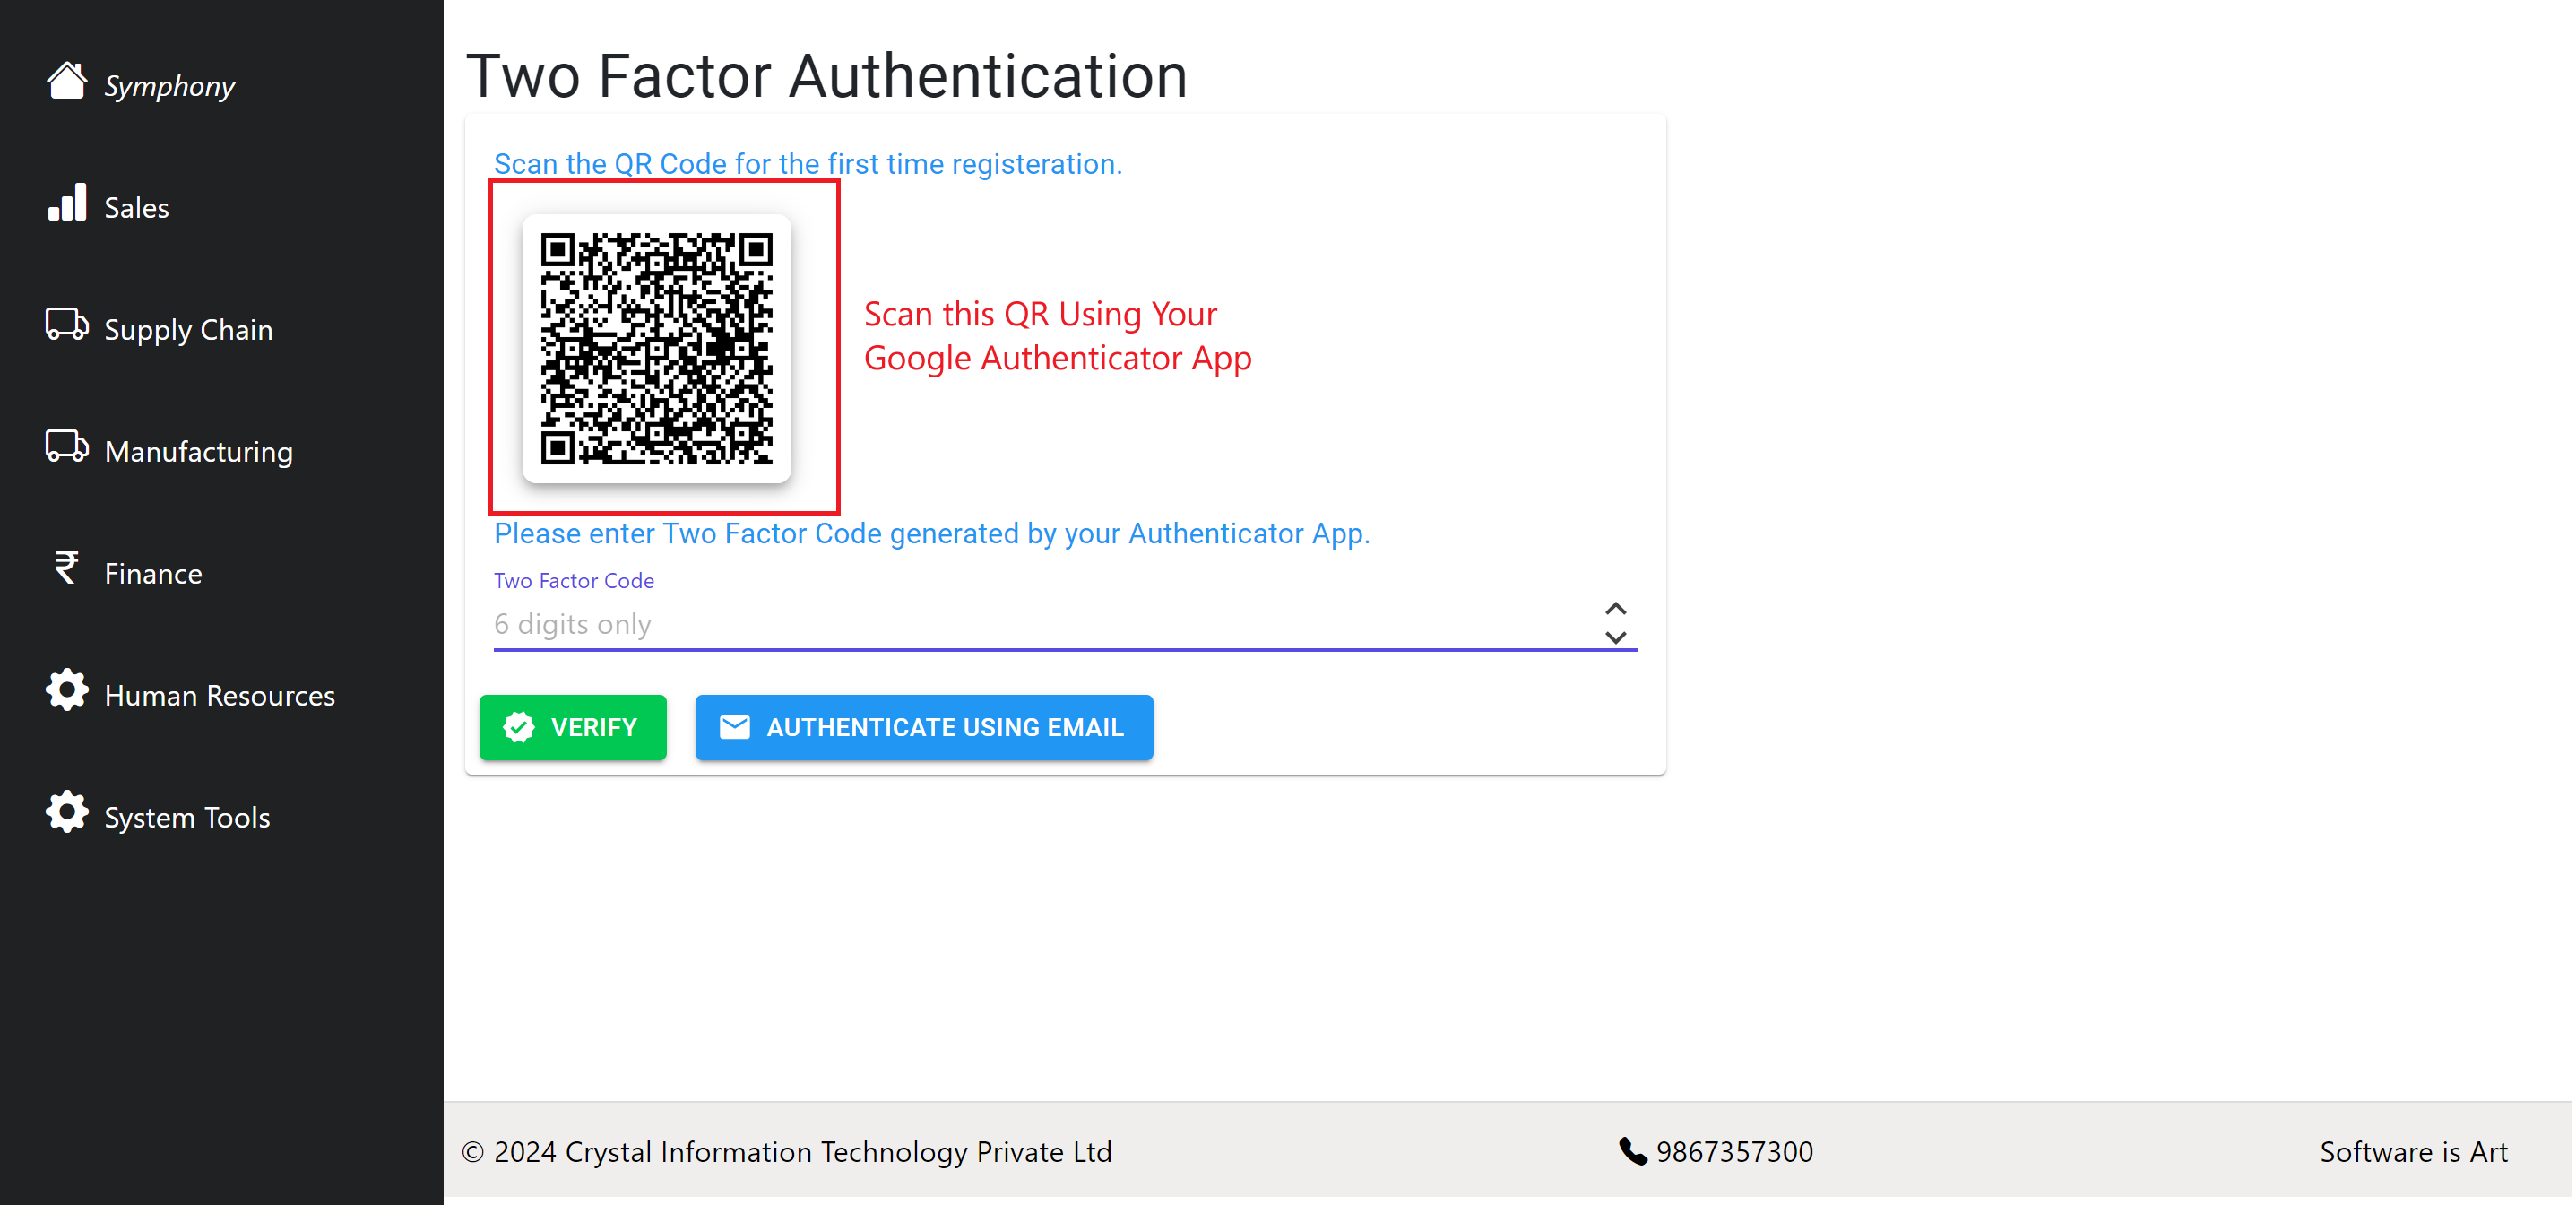 Symphony
Sales
Supply Chain
Manufacturing
Finance
Human Resources
System Tools
Two Factor Authentication
Scan the QR Code for the first time registeration.
Scan this QR Using Your
Google Authenticator App
Please enter Two Factor Code generated by your Authenticator App.
Two Factor Code
6 digits only
VERIFY
AUTHENTICATE USING EMAIL
© 2024 Crystal Information Technology Private Ltd
9867357300
Software is Art